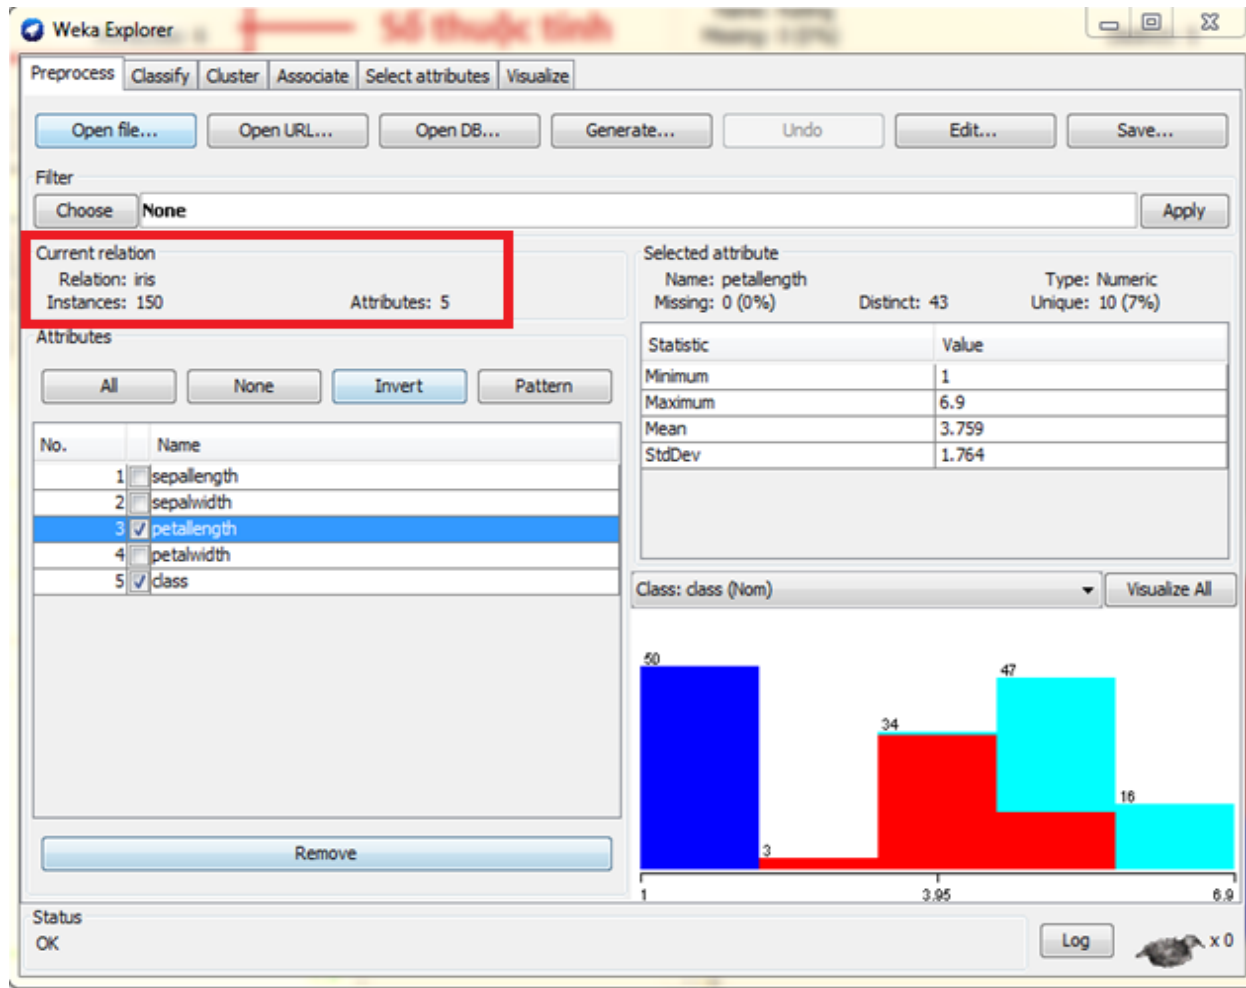 Weka Explorer
Số thuộc tính
Preprocess Classify Cluster Associate Select attributes Visualize
Open file... Open URL... Open DB... Generate... Undo Edit... Save...
Filter
Choose None Apply
Current relation
Relation: iris
Instances: 150 Attributes: 5
Selected attribute
Name: petallength Type: Numeric
Missing: 0 (0%) Distinct: 43 Unique: 10 (7%)
Attributes
All None Invert Pattern
No. Name
1 sepallength
2 sepalwidth
3 petallength
4 petalwidth
5 class
Remove
Statistic Value
Minimum 1
Maximum 6.9
Mean 3.759
StdDev 1.764
Class: class (Nom) Visualize All
50
47
34
16
3
1 3.95 6.9
Status
OK
Log x 0